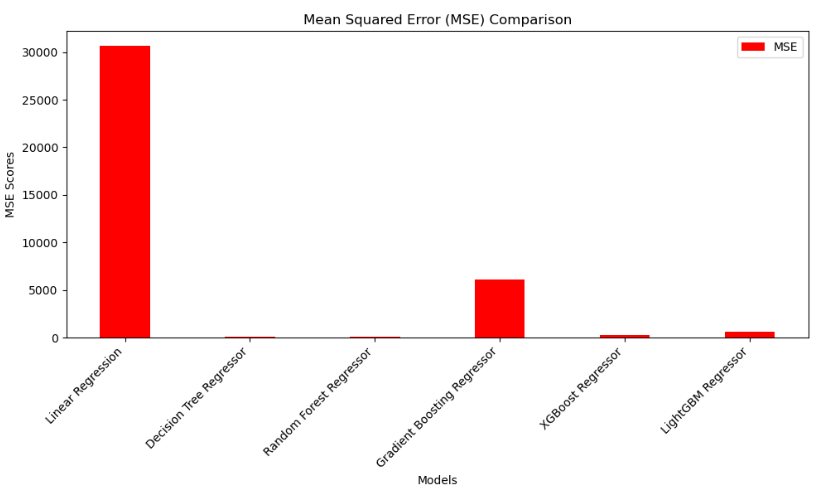 Mean Squared Error (MSE) Comparison
MSE
30000
25000
20000
15000
10000
5000
0
MSE Scores
Linear Regression
Decision Tree Regressor
Random Forest Regressor
Gradient Boosting Regressor
XGBoost Regressor
LightGBM Regressor
Models